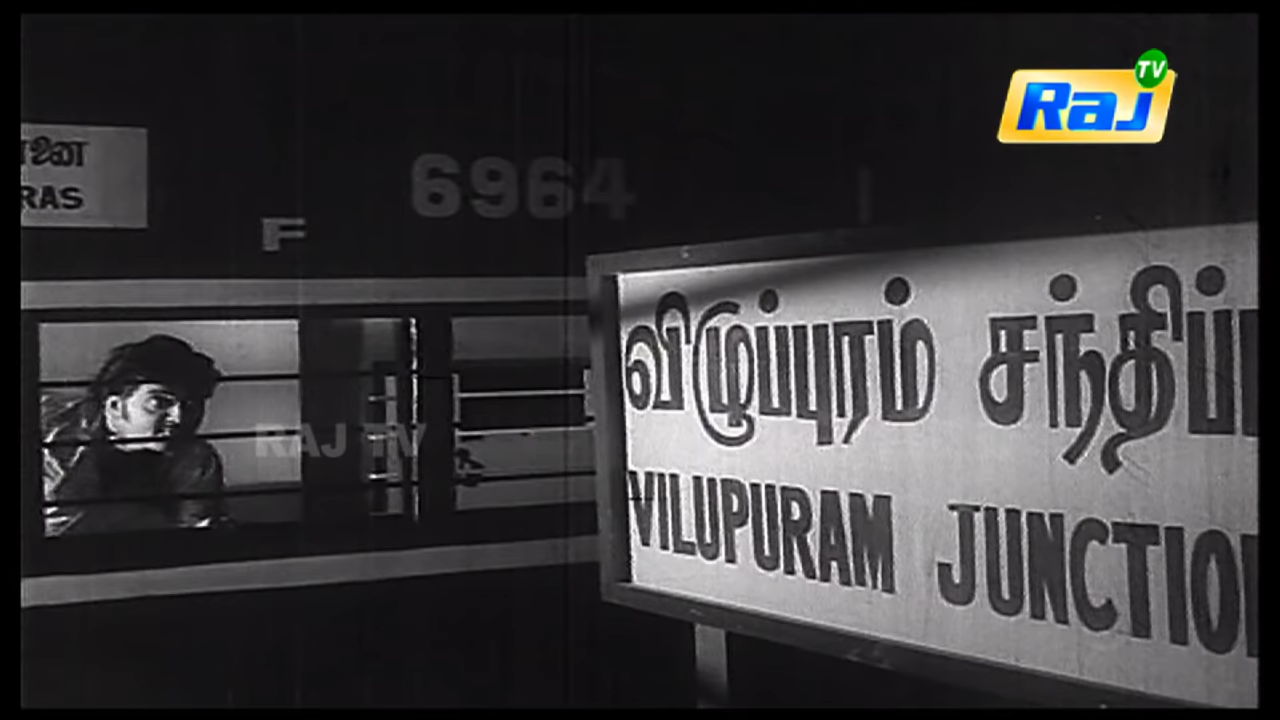 Raj TV
னை
RAS
6964
F
RAJ TV
விழுப்புரம் சந்திப்
VILUPURAM JUNCTIO